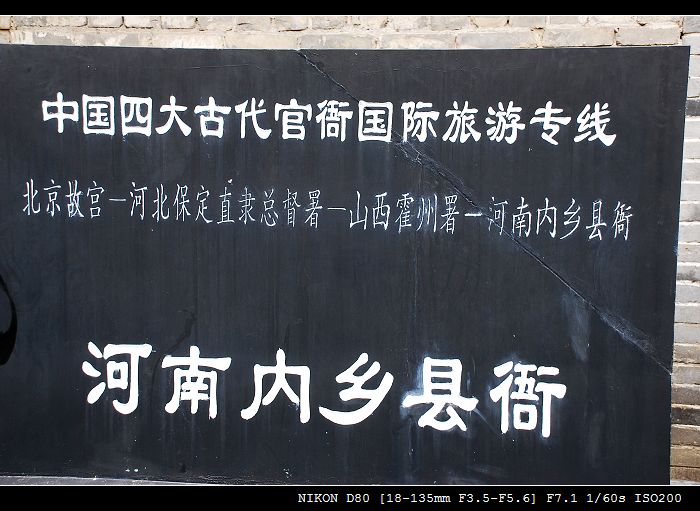 中国四大古代官衙国际旅游专线
北京故宫－河北保定直隶总督署－山西霍州署－河南内乡县衙
河南内乡县衙
NIKON D80 [18-135mm F3.5-F5.6] F7.1 1/60s ISO200